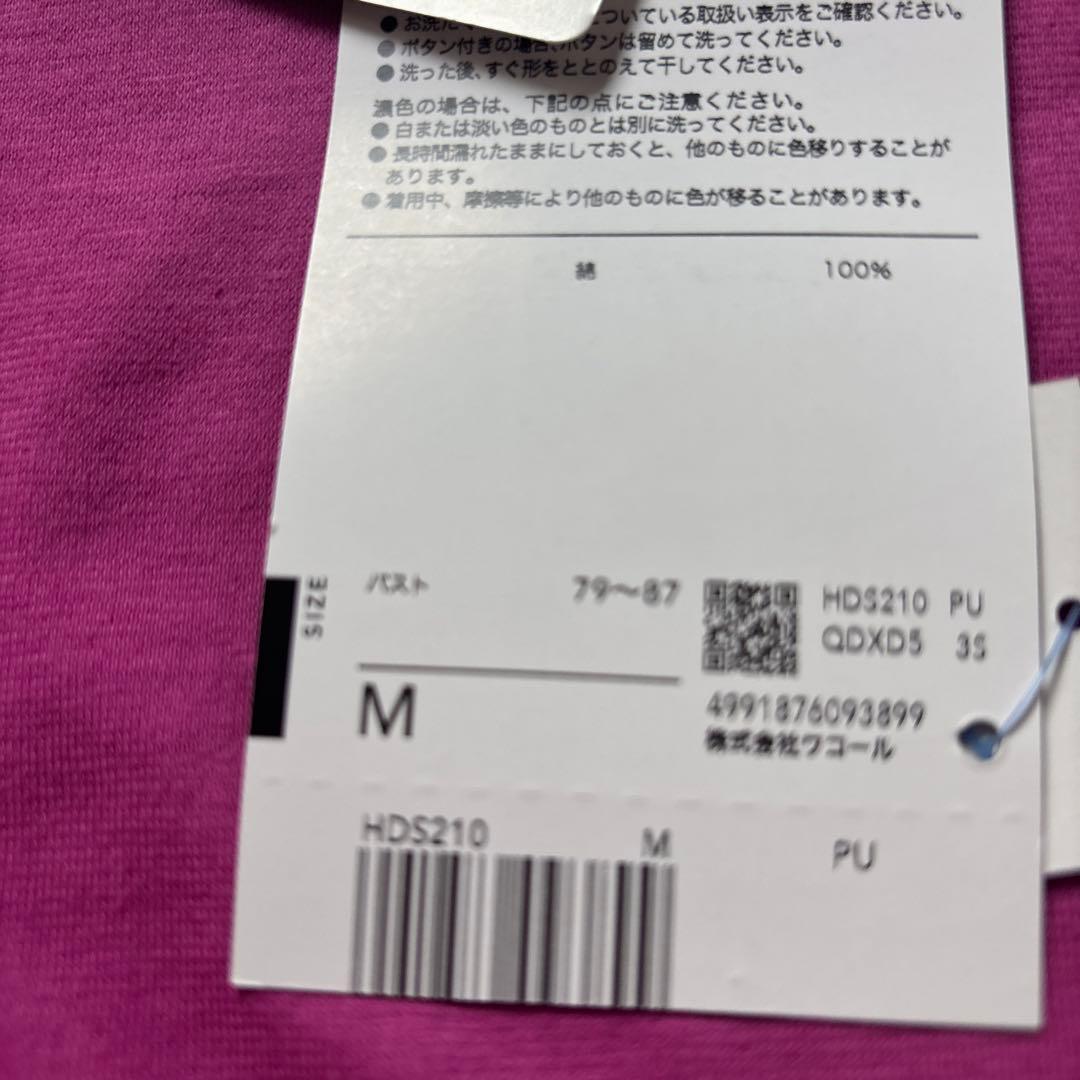 ●お洗た についている取扱い表示をご確認ください。
●ボタン付きの場合、ボタンは留めて洗ってください。
●洗った後、すぐ形をととのえて干してください。
濃色の場合は、下記の点にご注意ください。
●白または淡い色のものとは別に洗ってください。
●長時間濡れたままにしておくと、他のものに色移りすることが
あります。
●着用中、摩擦等により他のものに色が移ることがあります。
綿 100%
SIZE
バスト 79〜87
M
HDS210 PU
QDXD5 3S
4991876093899
株式会社ワコール
HDS210 M PU